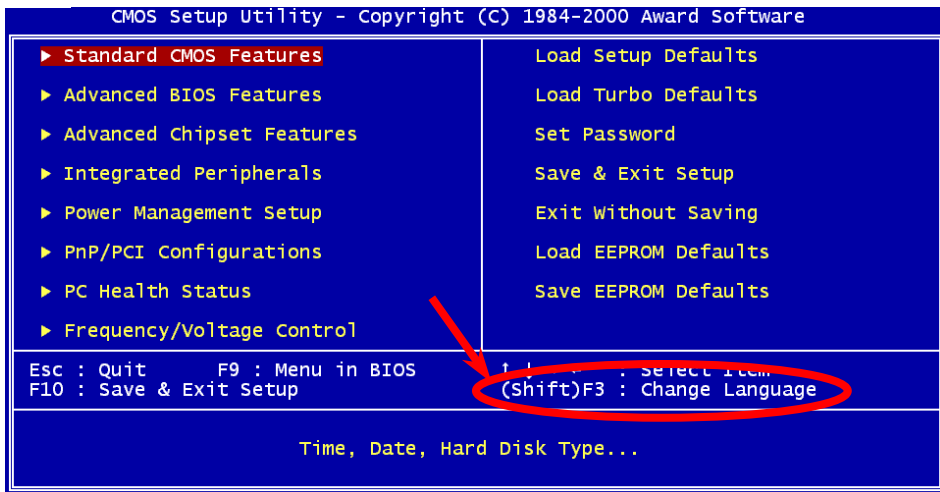 CMOS Setup Utility - Copyright (C) 1984-2000 Award Software
▶ Standard CMOS Features
▶ Advanced BIOS Features
▶ Advanced Chipset Features
▶ Integrated Peripherals
▶ Power Management Setup
▶ PnP/PCI Configurations
▶ PC Health Status
▶ Frequency/Voltage Control
Load Setup Defaults
Load Turbo Defaults
Set Password
Save & Exit Setup
Exit Without Saving
Load EEPROM Defaults
Save EEPROM Defaults
Esc : Quit F9 : Menu in BIOS
F10 : Save & Exit Setup
↑ ↓ : Select Item
(Shift)F3 : Change Language
Time, Date, Hard Disk Type...